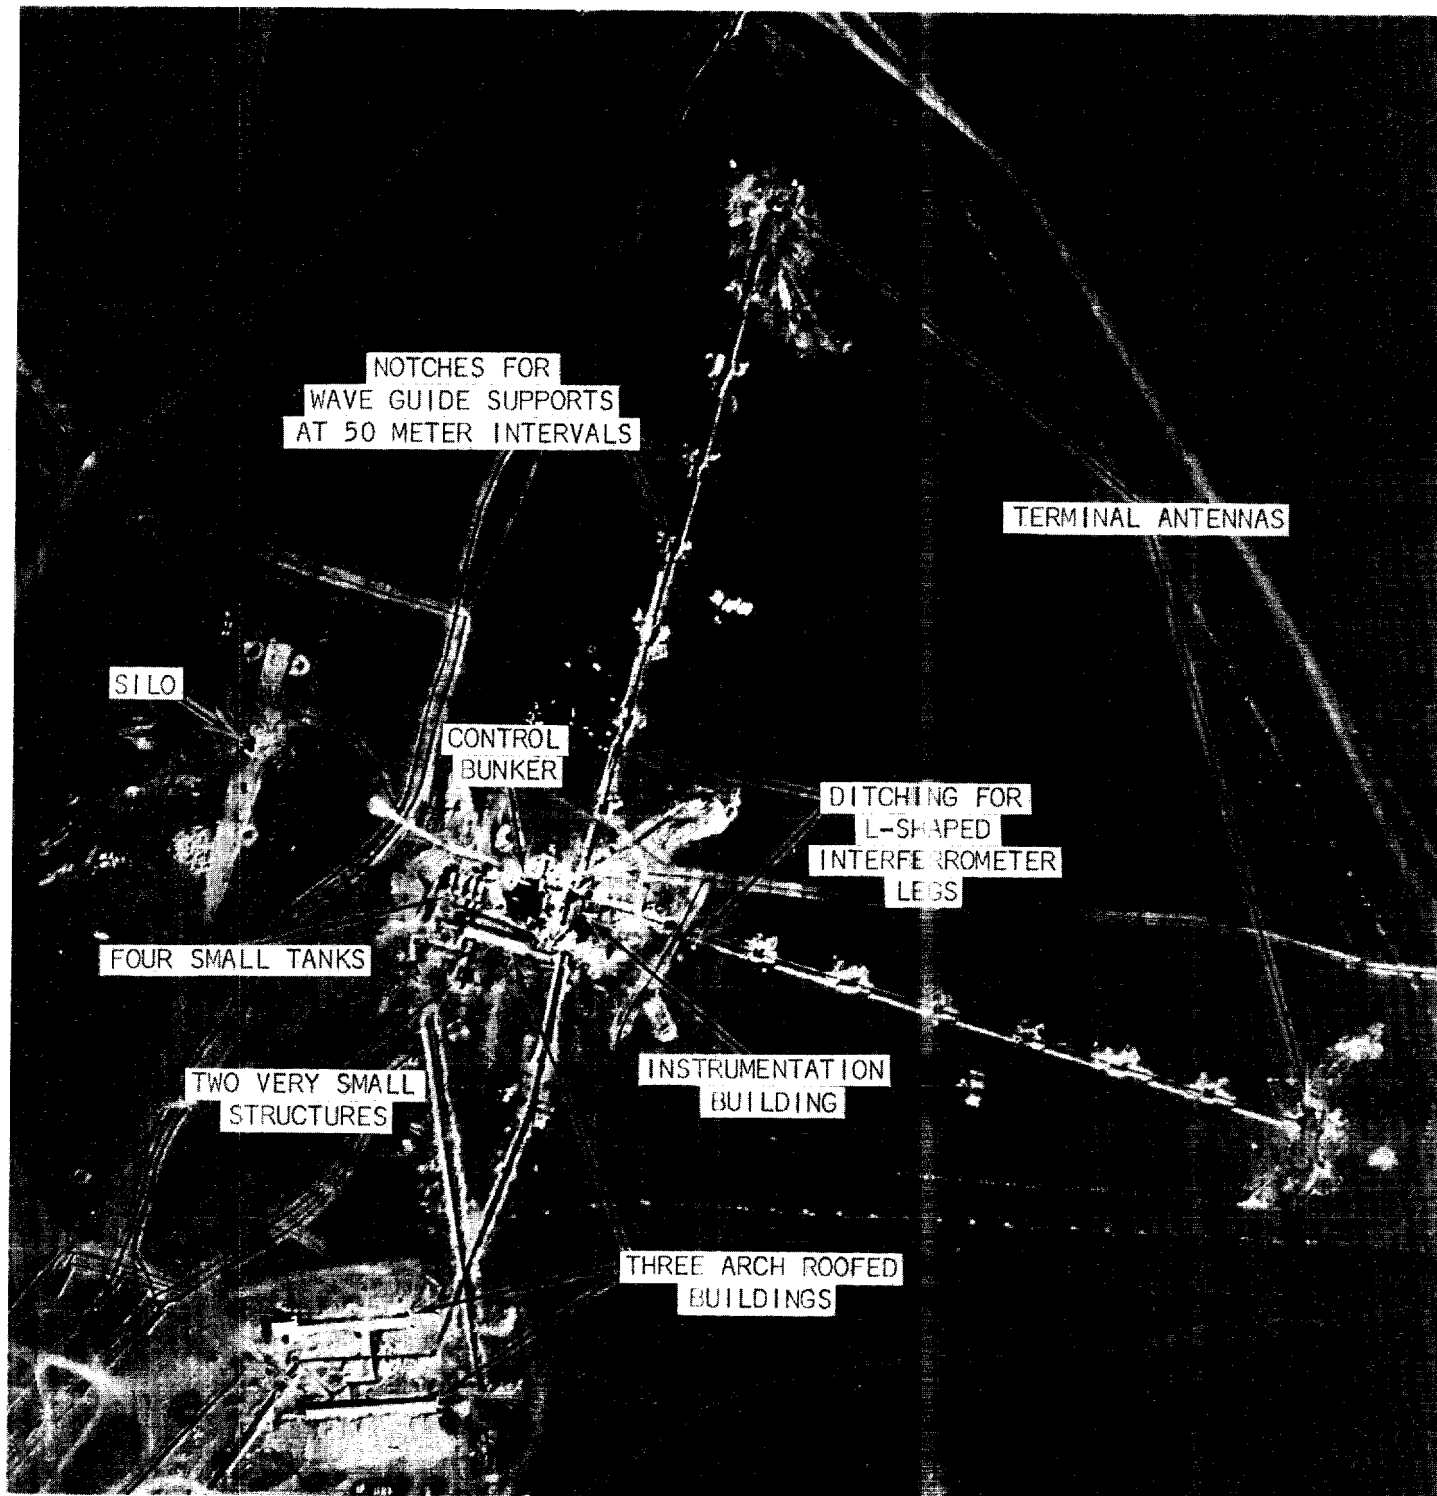 NOTCHES FOR
WAVE GUIDE SUPPORTS
AT 50 METER INTERVALS
TERMINAL ANTENNAS
SILO
CONTROL
BUNKER
DITCHING FOR
L-SHAPED
INTERFERROMETER
LEGS
FOUR SMALL TANKS
INSTRUMENTATION
BUILDING
TWO VERY SMALL
STRUCTURES
THREE ARCH ROOFED
BUILDINGS